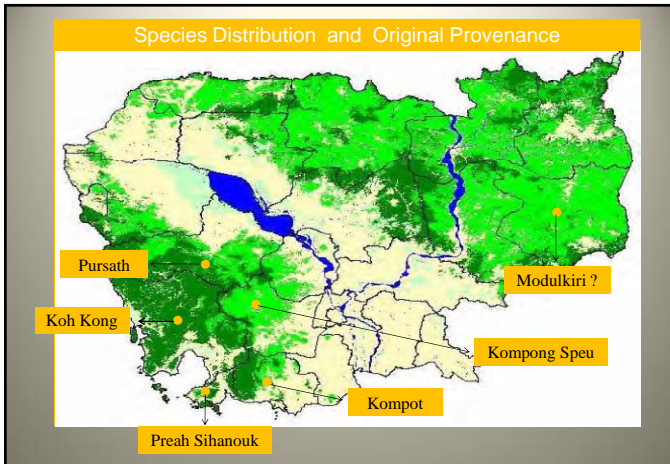 Species Distribution and Original Provenance
Pursath
Modulkiri ?
Koh Kong
Kompong Speu
Kompot
Preah Sihanouk